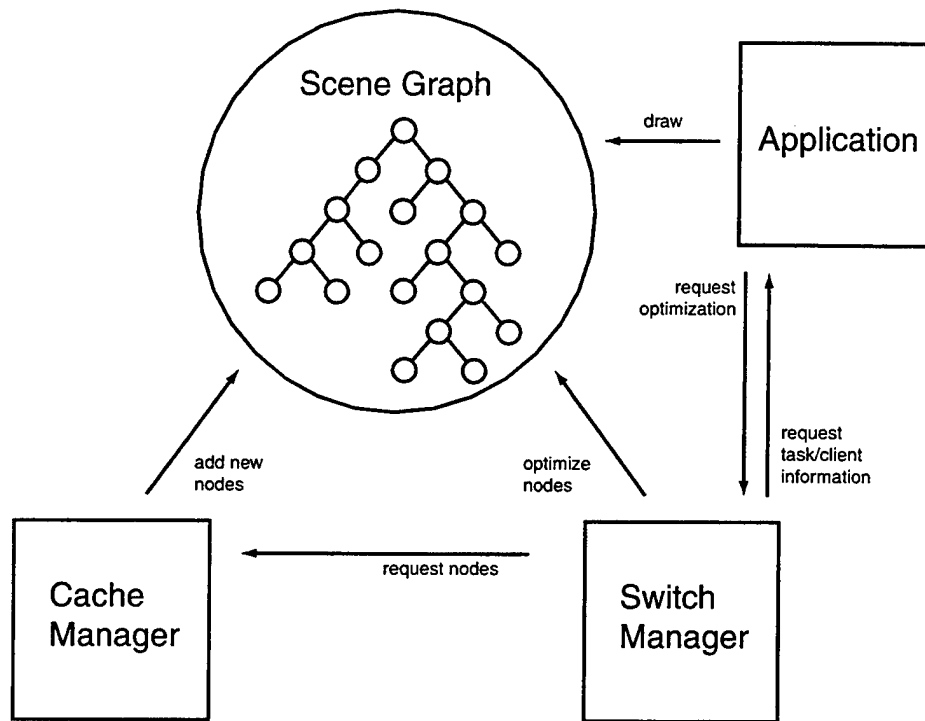 Scene Graph
draw
Application
request
optimization
request
task/client
information
add new
nodes
optimize
nodes
request nodes
Cache
Manager
Switch
Manager